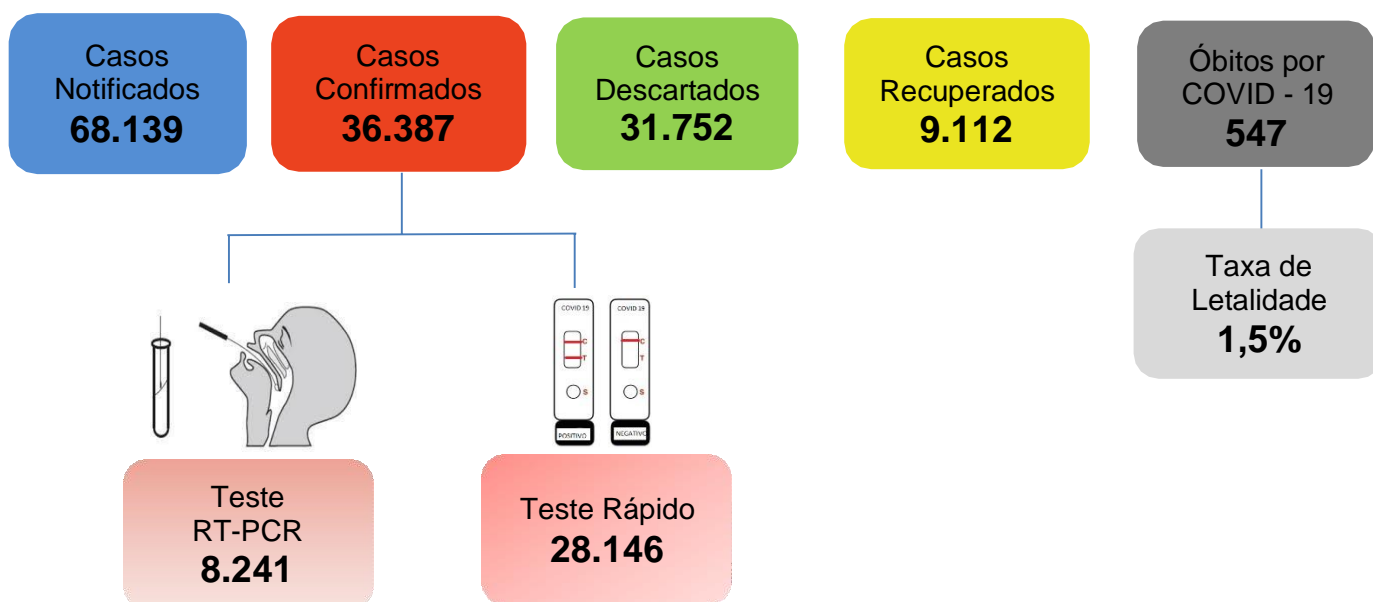 Casos
Notificados
68.139
Casos
Confirmados
36.387
Casos
Descartados
31.752
Casos
Recuperados
9.112
Óbitos por
COVID - 19
547
Taxa de
Letalidade
1,5%
COVID 19
C
T
S
POSITIVO
COVID 19
C
T
S
NEGATIVO
Teste
RT-PCR
8.241
Teste Rápido
28.146